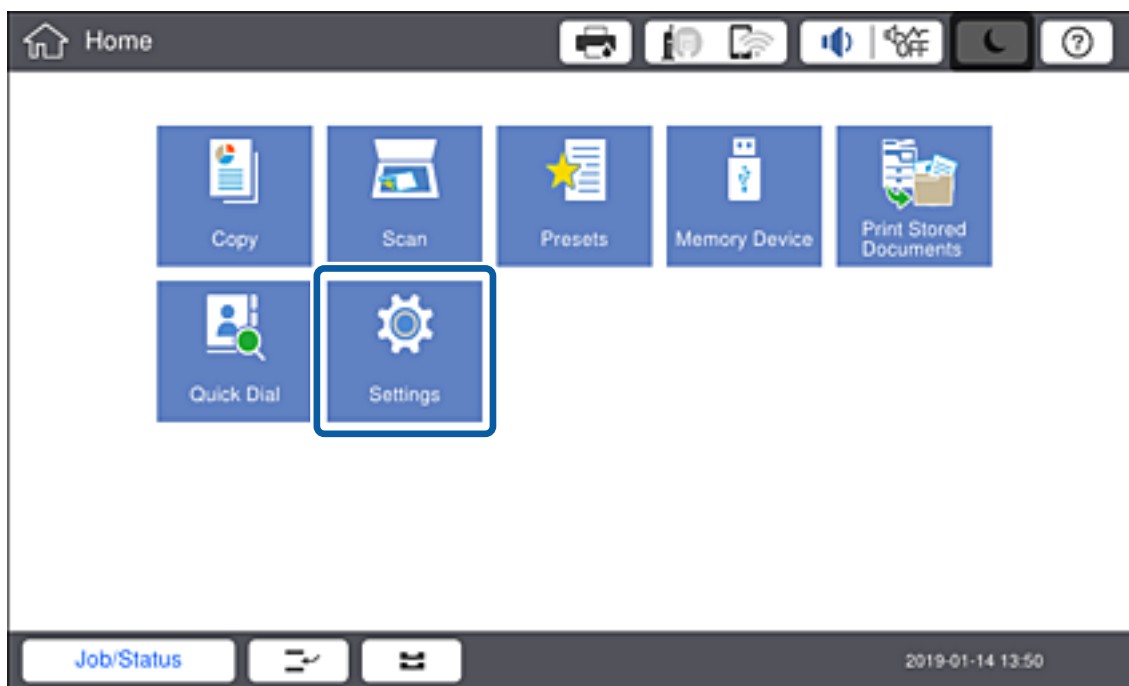 Home
OFF
?
Copy
Scan
Presets
Memory Device
Print Stored
Documents
Quick Dial
Settings
Job/Status
2019-01-14 13:50